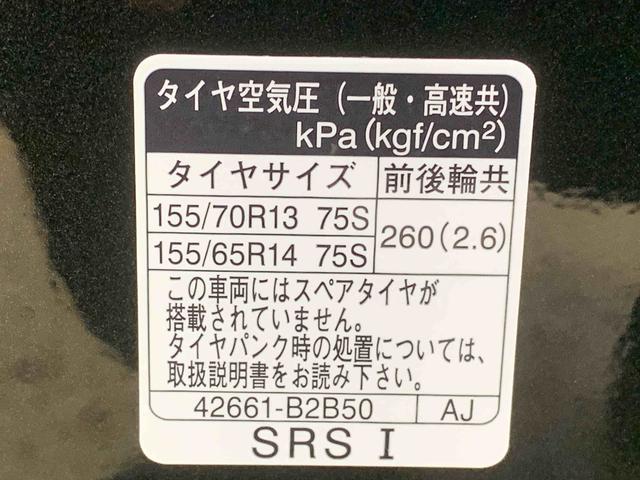 タイヤ空気圧 (一般・高速共)
kPa(kgf/cm²)
タイヤサイズ 前後輪共
155/70R13 75S
260(2.6)
155/65R14 75S
この車両にはスペアタイヤが
搭載されていません。
タイヤパンク時の処置については、
取扱説明書をお読み下さい。
42661-B2B50 AJ
SRS I